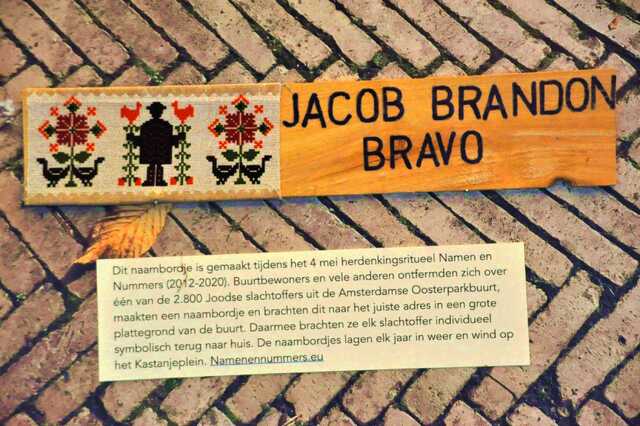 JACOB BRANDON
BRAVO
Dit naambordje is gemaakt tijdens het 4 mei herdenkingsritueel Namen en
Nummers (2012-2020). Buurtbewoners en vele anderen ontfermden zich over
één van de 2.800 Joodse slachtoffers uit de Amsterdamse Oosterparkbuurt,
maakten een naambordje en brachten dit naar het juiste adres in een grote
plattegrond van de buurt. Daarmee brachten ze elk slachtoffer individueel
symbolisch terug naar huis. De naambordjes lagen elk jaar in weer en wind op
het Kastanjeplein. Namenennummers.eu